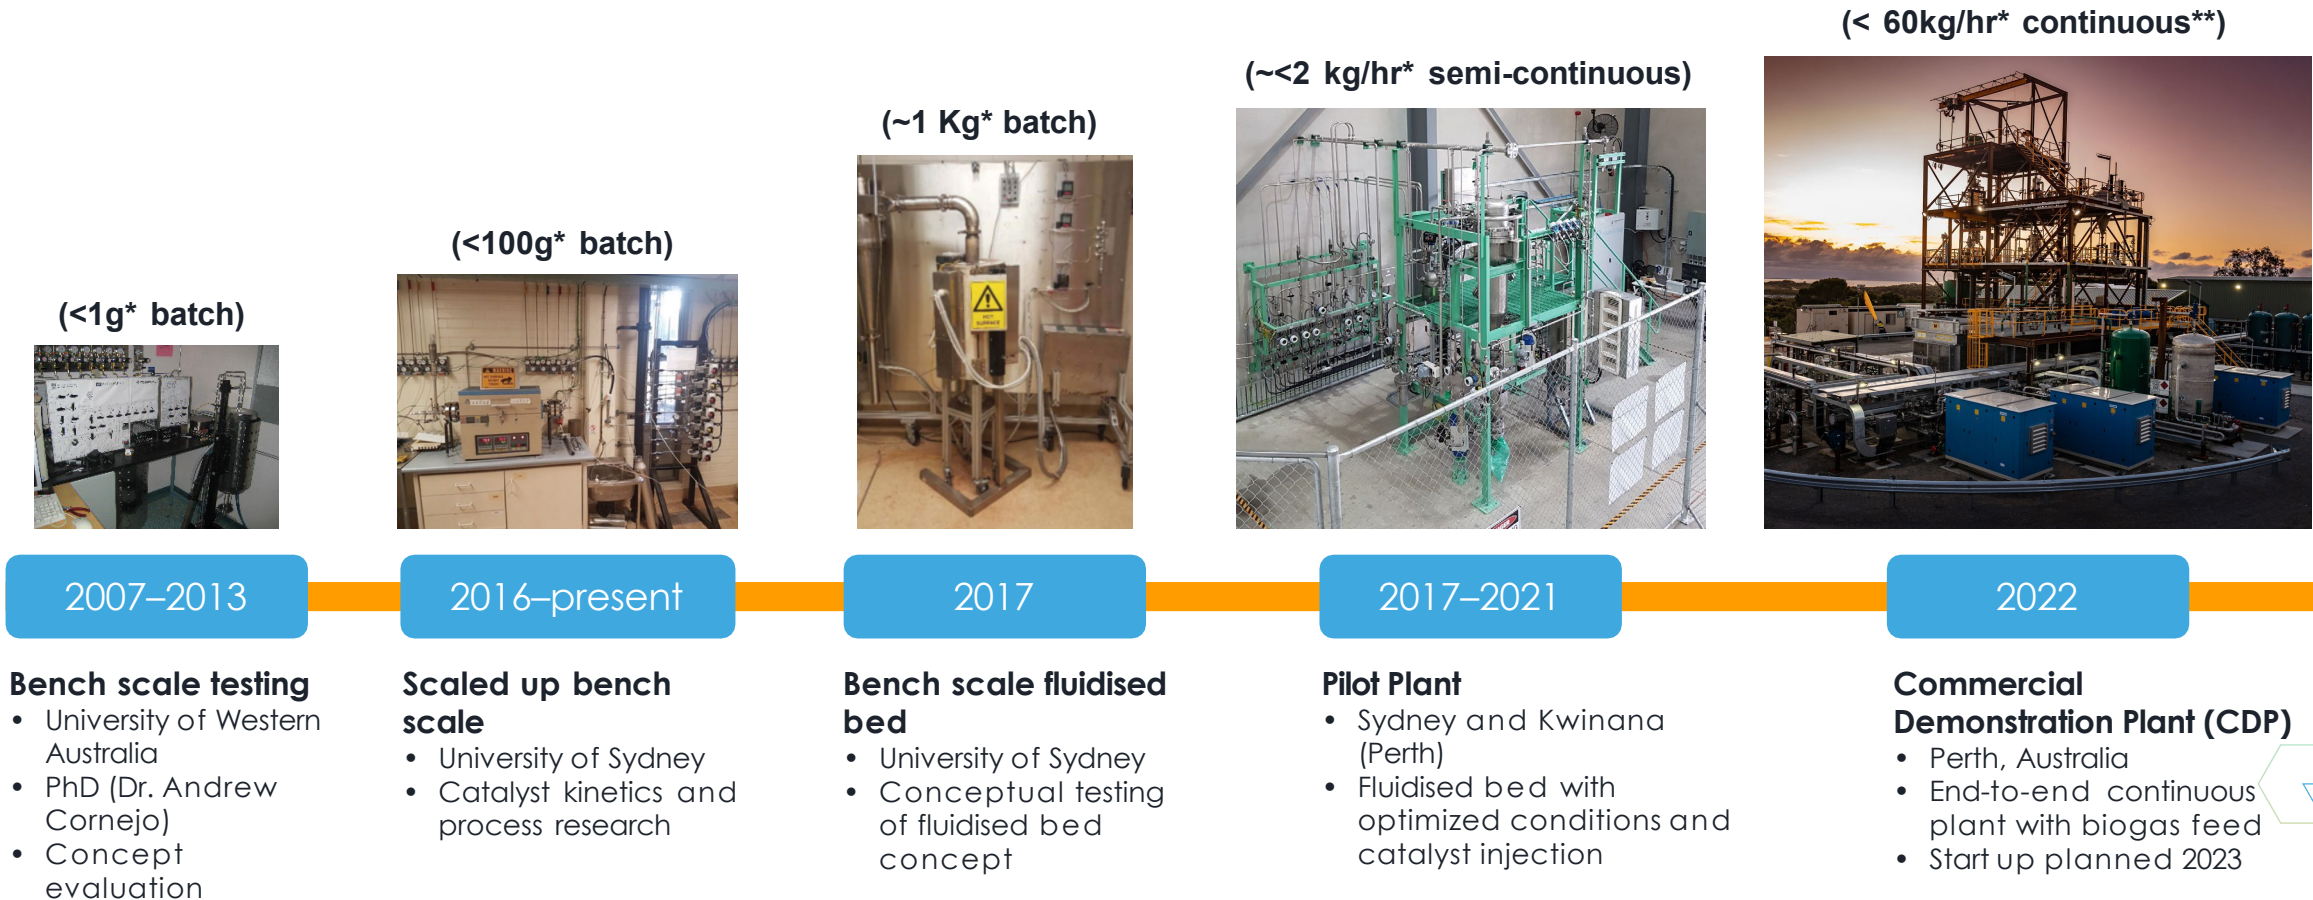 (<1g* batch)
(<100g* batch)
(~1 Kg* batch)
(~<2 kg/hr* semi-continuous)
(< 60kg/hr* continuous**)
HOT
SURFACE
2007–2013
2016–present
2017
2017–2021
2022
Bench scale testing
• University of Western
Australia
• PhD (Dr. Andrew
Cornejo)
• Concept
evaluation
Scaled up bench
scale
• University of Sydney
• Catalyst kinetics and
process research
Bench scale fluidised
bed
• University of Sydney
• Conceptual testing
of fluidised bed
concept
Pilot Plant
• Sydney and Kwinana
(Perth)
• Fluidised bed with
optimized conditions and
catalyst injection
Commercial
Demonstration Plant (CDP)
• Perth, Australia
• End-to-end continuous
plant with biogas feed
• Start up planned 2023